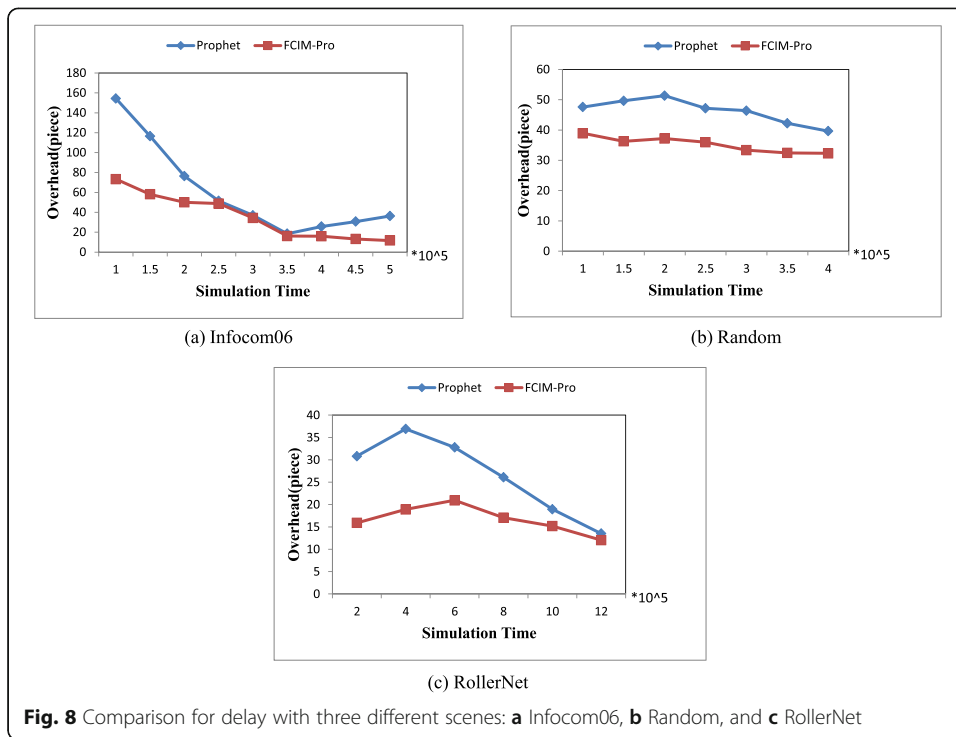 Prophet FCIM-Pro
Overhead(piece)
180
160
140
120
100
80
60
40
20
0
1 1.5 2 2.5 3 3.5 4 4.5 5
*10^5
Simulation Time
(a) Infocom06
Prophet FCIM-Pro
Overhead(piece)
60
50
40
30
20
10
0
1 1.5 2 2.5 3 3.5 4
*10^5
Simulation Time
(b) Random
Prophet FCIM-Pro
Overhead(piece)
40
35
30
25
20
15
10
5
0
2 4 6 8 10 12
*10^5
Simulation Time
(c) RollerNet
Fig. 8 Comparison for delay with three different scenes: a Infocom06, b Random, and c RollerNet